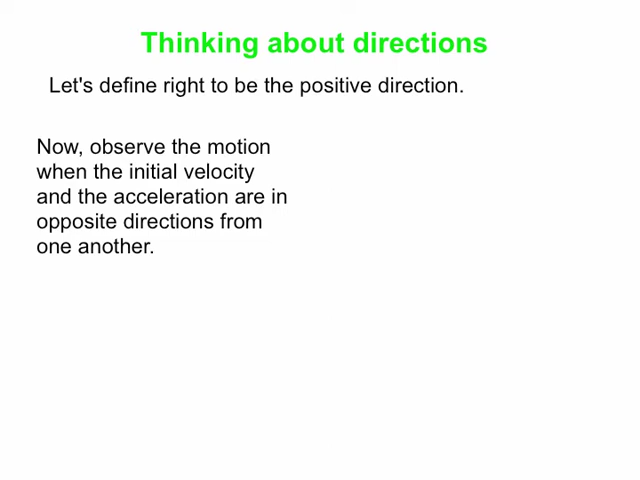 Thinking about directions
Let's define right to be the positive direction.
Now, observe the motion
when the initial velocity
and the acceleration are in
opposite directions from
one another.